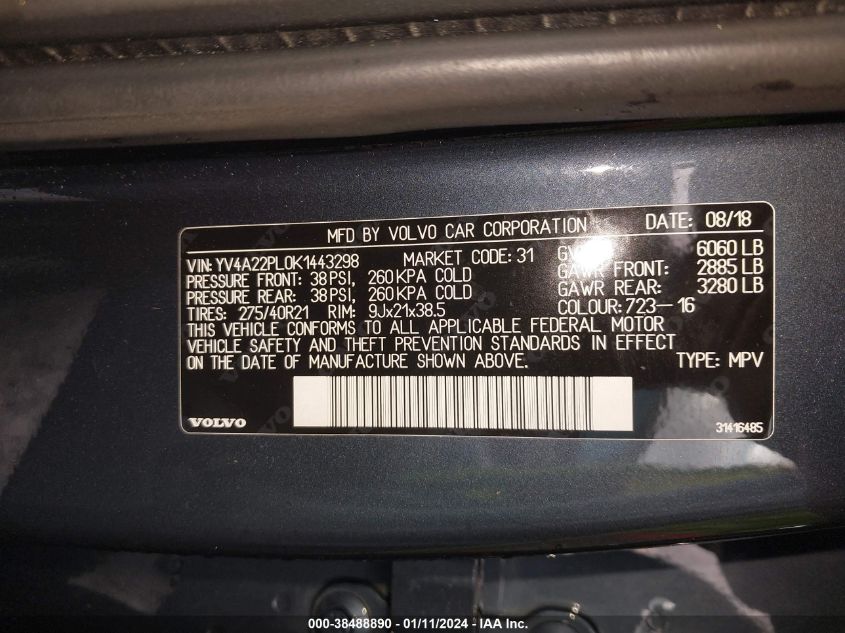 MFD BY VOLVO CAR CORPORATION DATE: 08/18
VIN: YV4A22PL0K1443298 MARKET CODE: 31 6060 LB
PRESSURE FRONT: 38 PSI, 260 KPA COLD GAWR FRONT: 2885 LB
PRESSURE REAR: 38 PSI, 260 KPA COLD GAWR REAR: 3280 LB
TIRES: 275/40R21 RIM: 9Jx21x38.5 COLOUR: 723-16
THIS VEHICLE CONFORMS TO ALL APPLICABLE FEDERAL MOTOR
VEHICLE SAFETY AND THEFT PREVENTION STANDARDS IN EFFECT
ON THE DATE OF MANUFACTURE SHOWN ABOVE. TYPE: MPV
VOLVO 31416485
000-38488890 - 01/11/2024 - IAA Inc.